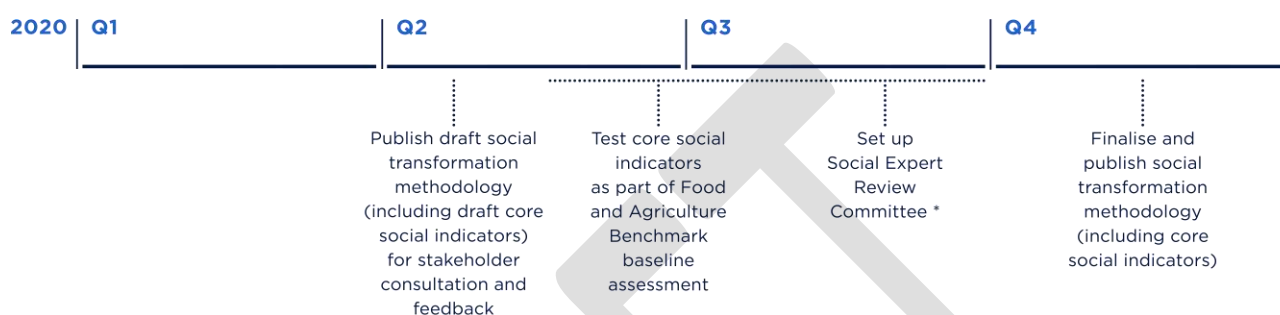 2020 Q1 Q2 Q3 Q4
Publish draft social
transformation
methodology
(including draft core
social indicators)
for stakeholder
consultation and
feedback
Test core social
indicators
as part of Food
and Agriculture
Benchmark
baseline
assessment
Set up
Social Expert
Review
Committee *
Finalise and
publish social
transformation
methodology
(including core
social indicators)